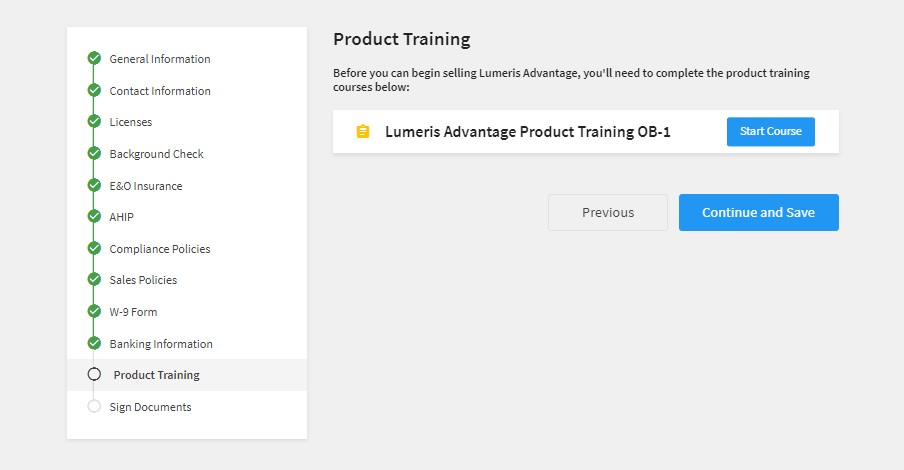 General Information
Contact Information
Licenses
Background Check
E&O Insurance
AHIP
Compliance Policies
Sales Policies
W-9 Form
Banking Information
Product Training
Sign Documents
Product Training
Before you can begin selling Lumeris Advantage, you'll need to complete the product training
courses below:
Lumeris Advantage Product Training OB-1
Start Course
Previous
Continue and Save